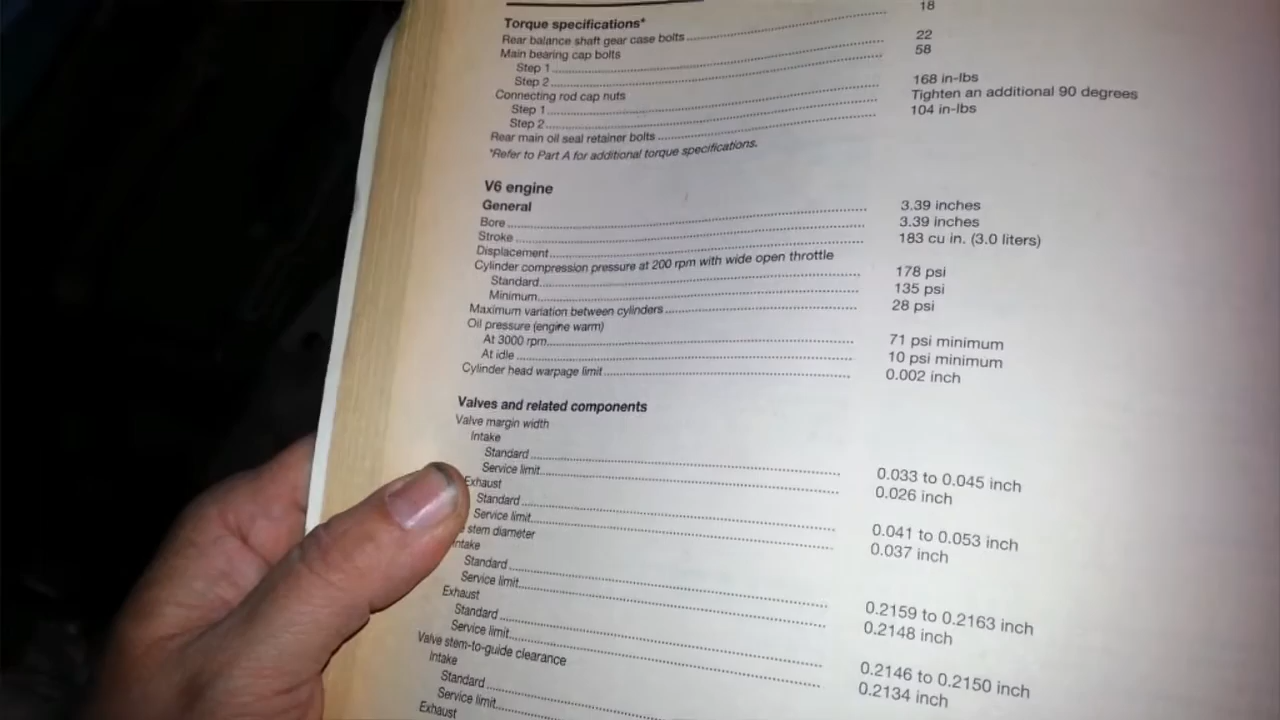 Torque specifications*
Rear balance shaft gear case bolts 18
Main bearing cap bolts
Step 1 22
Step 2 58
Connecting rod cap nuts
Step 1 168 in-lbs
Step 2 Tighten an additional 90 degrees
Rear main oil seal retainer bolts 104 in-lbs
*Refer to Part A for additional torque specifications.
V6 engine
General
Bore 3.39 inches
Stroke 3.39 inches
Displacement 183 cu in. (3.0 liters)
Cylinder compression pressure at 200 rpm with wide open throttle
Standard 178 psi
Minimum 135 psi
Maximum variation between cylinders 28 psi
Oil pressure (engine warm)
At 3000 rpm 71 psi minimum
At idle 10 psi minimum
Cylinder head warpage limit 0.002 inch
Valves and related components
Valve margin width
Intake
Standard 0.033 to 0.045 inch
Service limit 0.026 inch
Exhaust
Standard 0.041 to 0.053 inch
Service limit 0.037 inch
stem diameter
Intake
Standard 0.2159 to 0.2163 inch
Service limit 0.2148 inch
Exhaust
Standard 0.2146 to 0.2150 inch
Service limit 0.2134 inch
Valve stem-to-guide clearance
Intake
Standard
Service limit
Exhaust